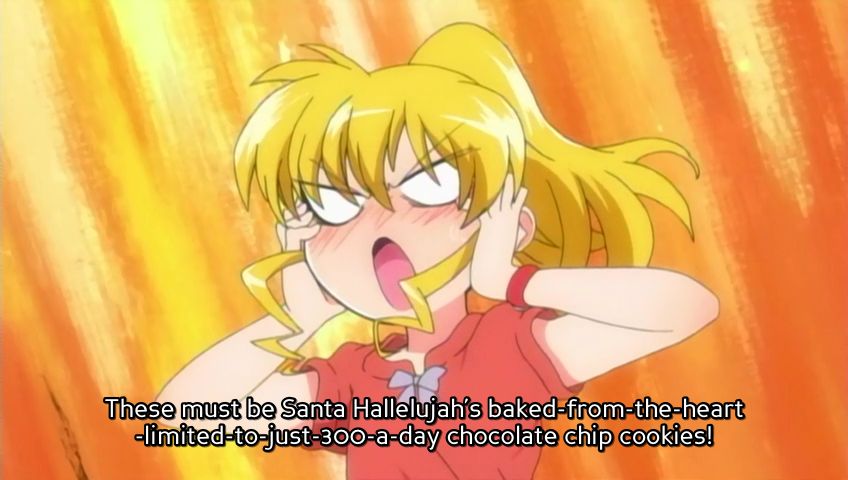 These must be Santa Hallelujah's baked-from-the-heart
-limited-to-just-300-a-day chocolate chip cookies!